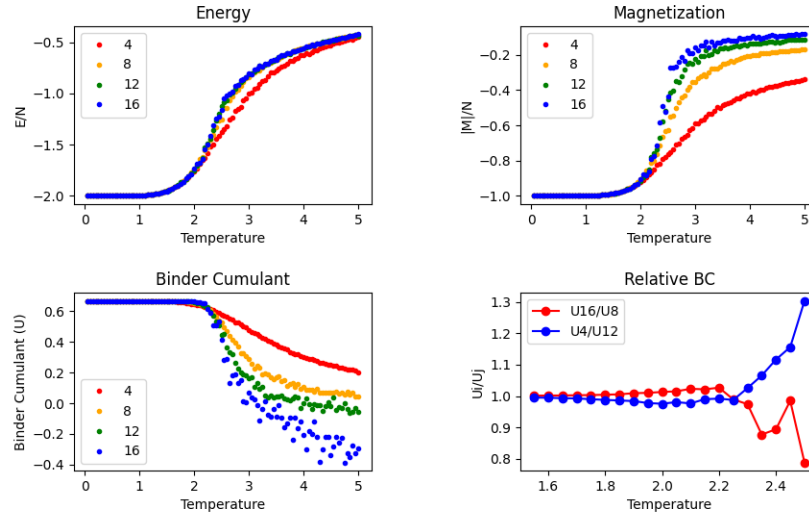 Energy
E/N
−0.5
−1.0
−1.5
−2.0
4
8
12
16
0 1 2 3 4 5
Temperature
Magnetization
|M|/N
−0.2
−0.4
−0.6
−0.8
−1.0
4
8
12
16
0 1 2 3 4 5
Temperature
Binder Cumulant
Binder Cumulant (U)
0.6
0.4
0.2
0.0
−0.2
−0.4
4
8
12
16
0 1 2 3 4 5
Temperature
Relative BC
Ui/Uj
1.3
1.2
1.1
1.0
0.9
0.8
U16/U8
U4/U12
1.6 1.8 2.0 2.2 2.4
Temperature